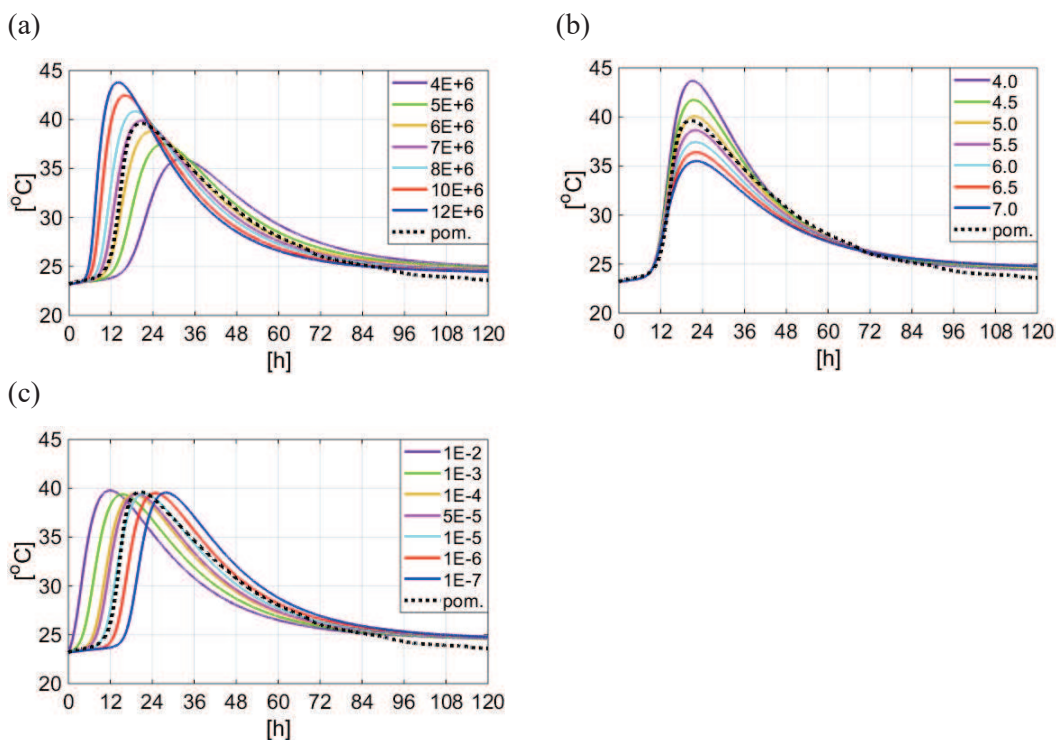 (a)
[°C]
45
40
35
30
25
20
0 12 24 36 48 60 72 84 96 108 120
[h]
4E+6
5E+6
6E+6
7E+6
8E+6
10E+6
12E+6
pom.
(b)
[°C]
45
40
35
30
25
20
0 12 24 36 48 60 72 84 96 108 120
[h]
4.0
4.5
5.0
5.5
6.0
6.5
7.0
pom.
(c)
[°C]
45
40
35
30
25
20
0 12 24 36 48 60 72 84 96 108 120
[h]
1E-2
1E-3
1E-4
5E-5
1E-5
1E-6
1E-7
pom.